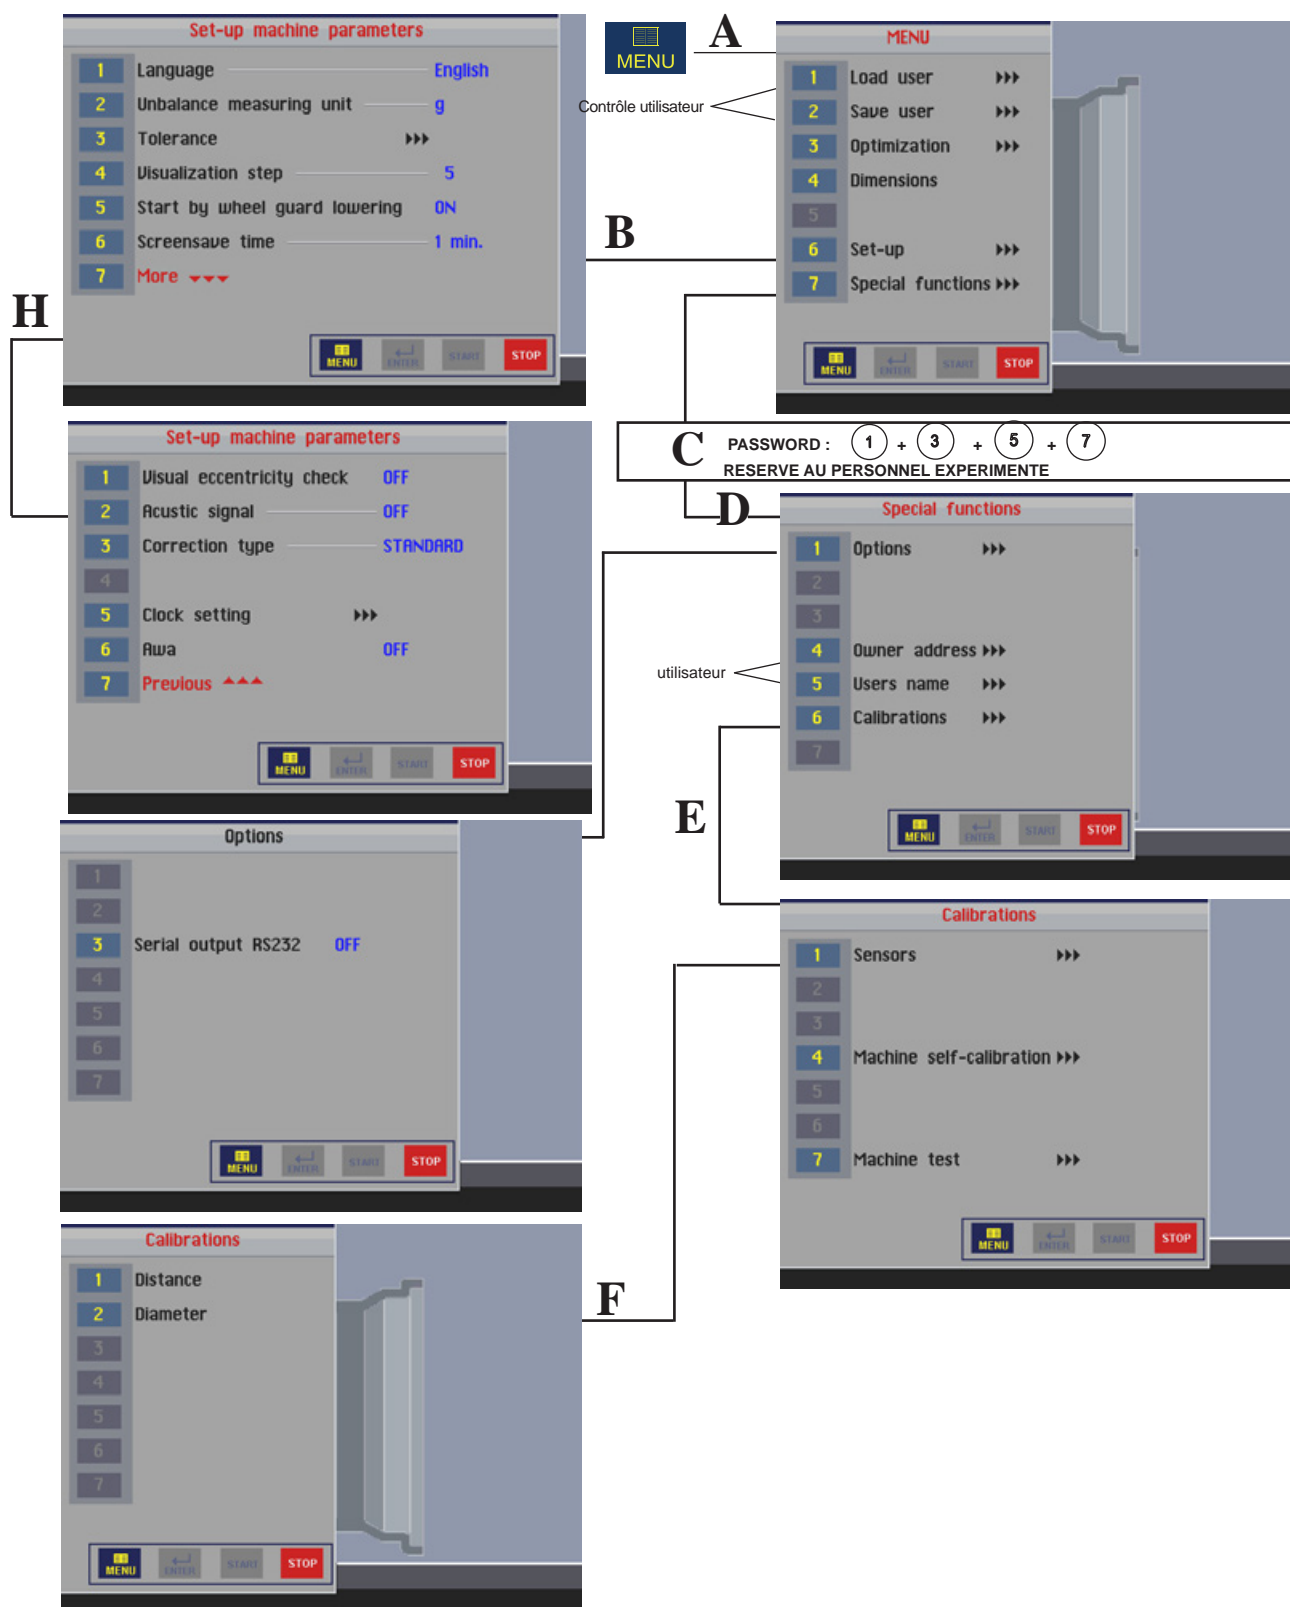 Set-up machine parameters
1 Language English
2 Unbalance measuring unit g
3 Tolerance
4 Visualization step 5
5 Start by wheel guard lowering ON
6 Screensave time 1 min.
7 More
MENU ENTER START STOP
MENU
A
Contrôle utilisateur
MENU
1 Load user
2 Save user
3 Optimization
4 Dimensions
5
6 Set-up
7 Special functions
MENU ENTER START STOP
B
H
C PASSWORD : 1 + 3 + 5 + 7
RESERVE AU PERSONNEL EXPERIMENTE
D
Set-up machine parameters
1 Visual eccentricity check OFF
2 Acustic signal OFF
3 Correction type STANDARD
4
5 Clock setting
6 Awa OFF
7 Previous
MENU ENTER START STOP
Special functions
1 Options
2
3
4 Owner address
5 Users name
6 Calibrations
7
utilisateur
MENU ENTER START STOP
E
Options
1
2
3 Serial output RS232 OFF
4
5
6
7
MENU ENTER START STOP
Calibrations
1 Sensors
2
3
4 Machine self-calibration
5
6
7 Machine test
MENU ENTER START STOP
F
Calibrations
1 Distance
2 Diameter
3
4
5
6
7
MENU ENTER START STOP